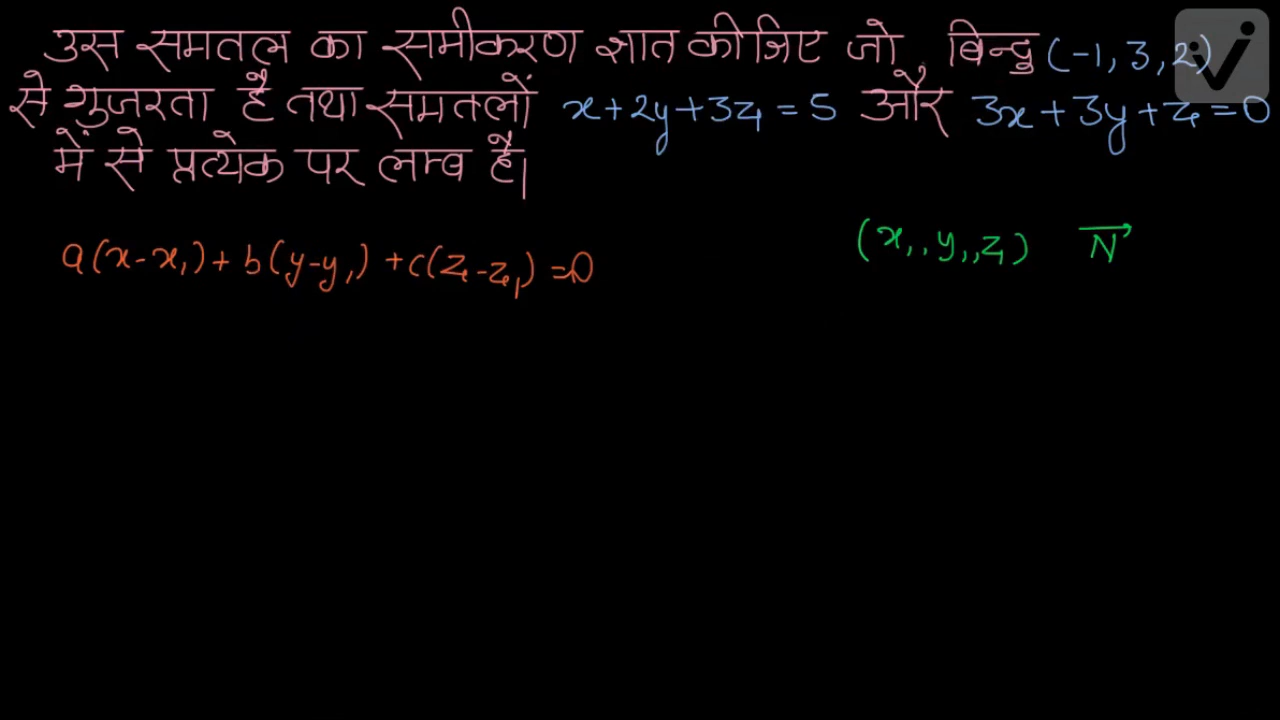 उस समतल का समीकरण ज्ञात कीजिए जो बिन्दु (-1, 3, 2)
से गुजरता है तथा समतलों x+2y+3z = 5 और 3x+3y+z=0
में से प्रत्येक पर लम्ब है।
a(x-x₁)+b(y-y₁)+c(z-z₁)=0 (x₁,y₁,z₁) N⃗